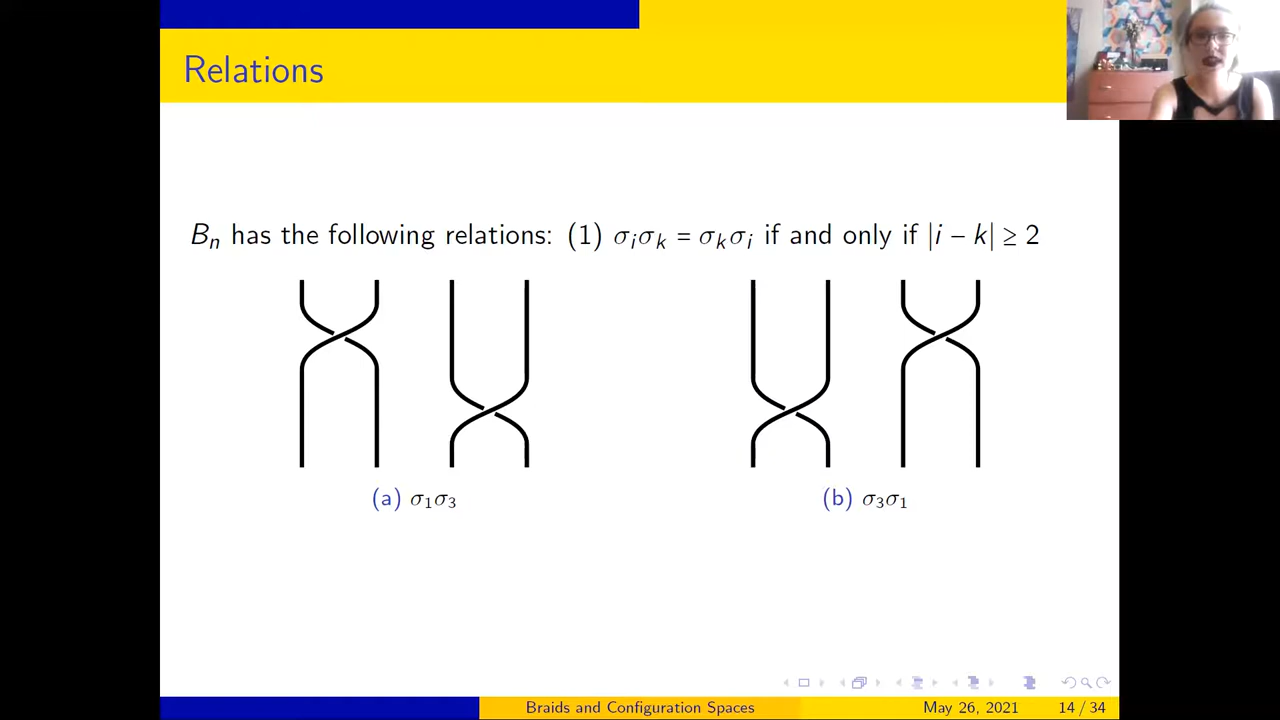 Relations
Bₙ has the following relations: (1) σᵢσₖ = σₖσᵢ if and only if |i − k| ≥ 2
(a) σ₁σ₃
(b) σ₃σ₁
Braids and Configuration Spaces
May 26, 2021
14 / 34